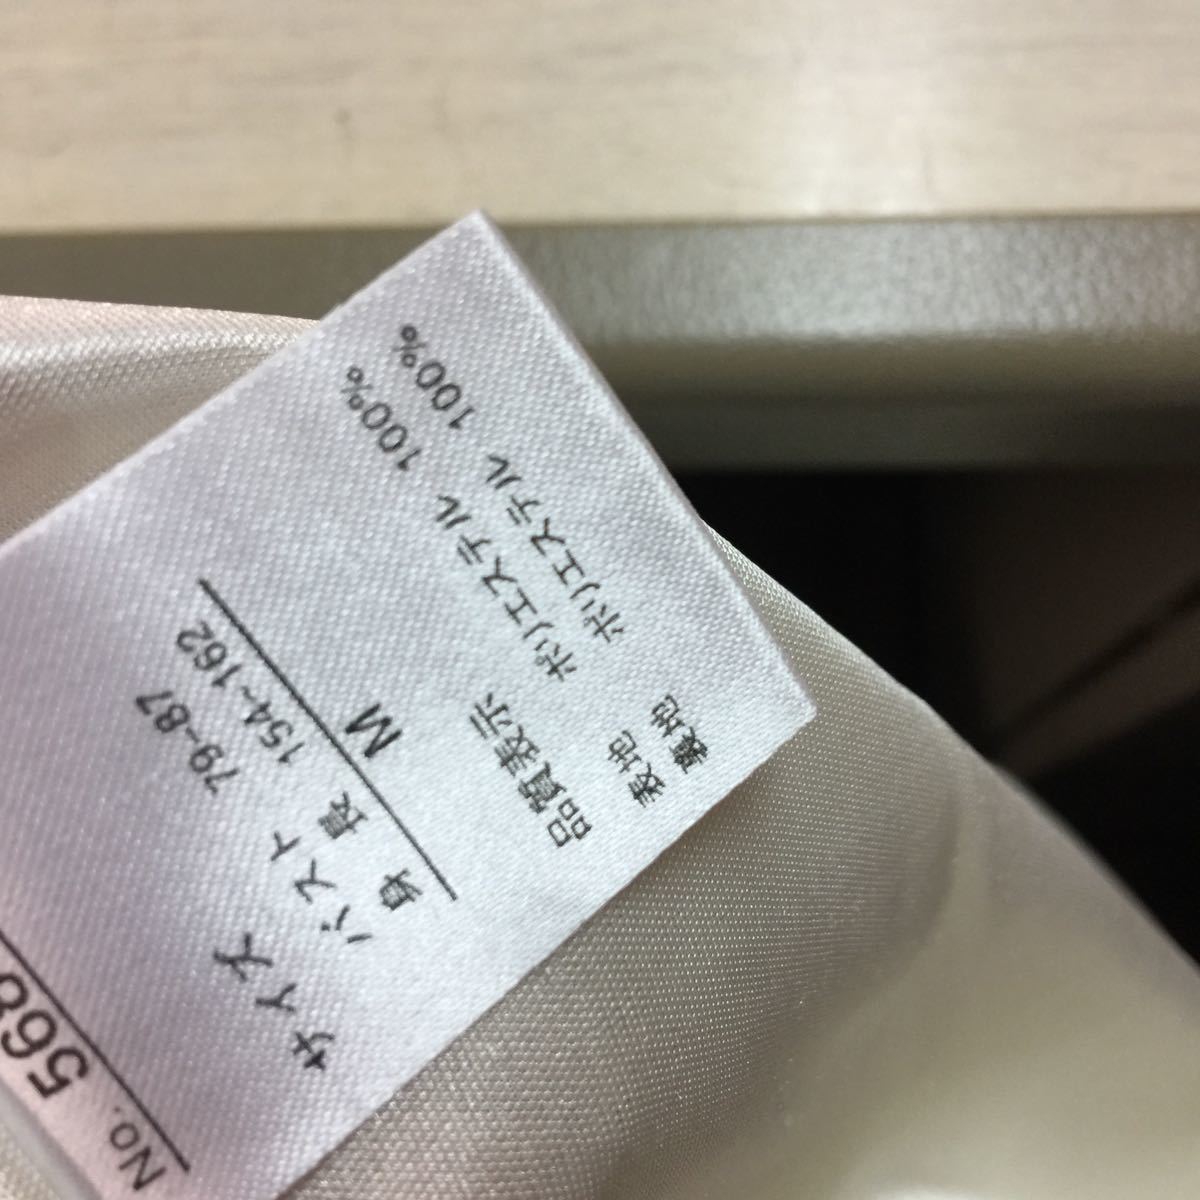 No. 568
サイズ
バスト 79-87
身長 154~162
M
品質表示
表地 ポリエステル 100%
裏地 ポリエステル 100%